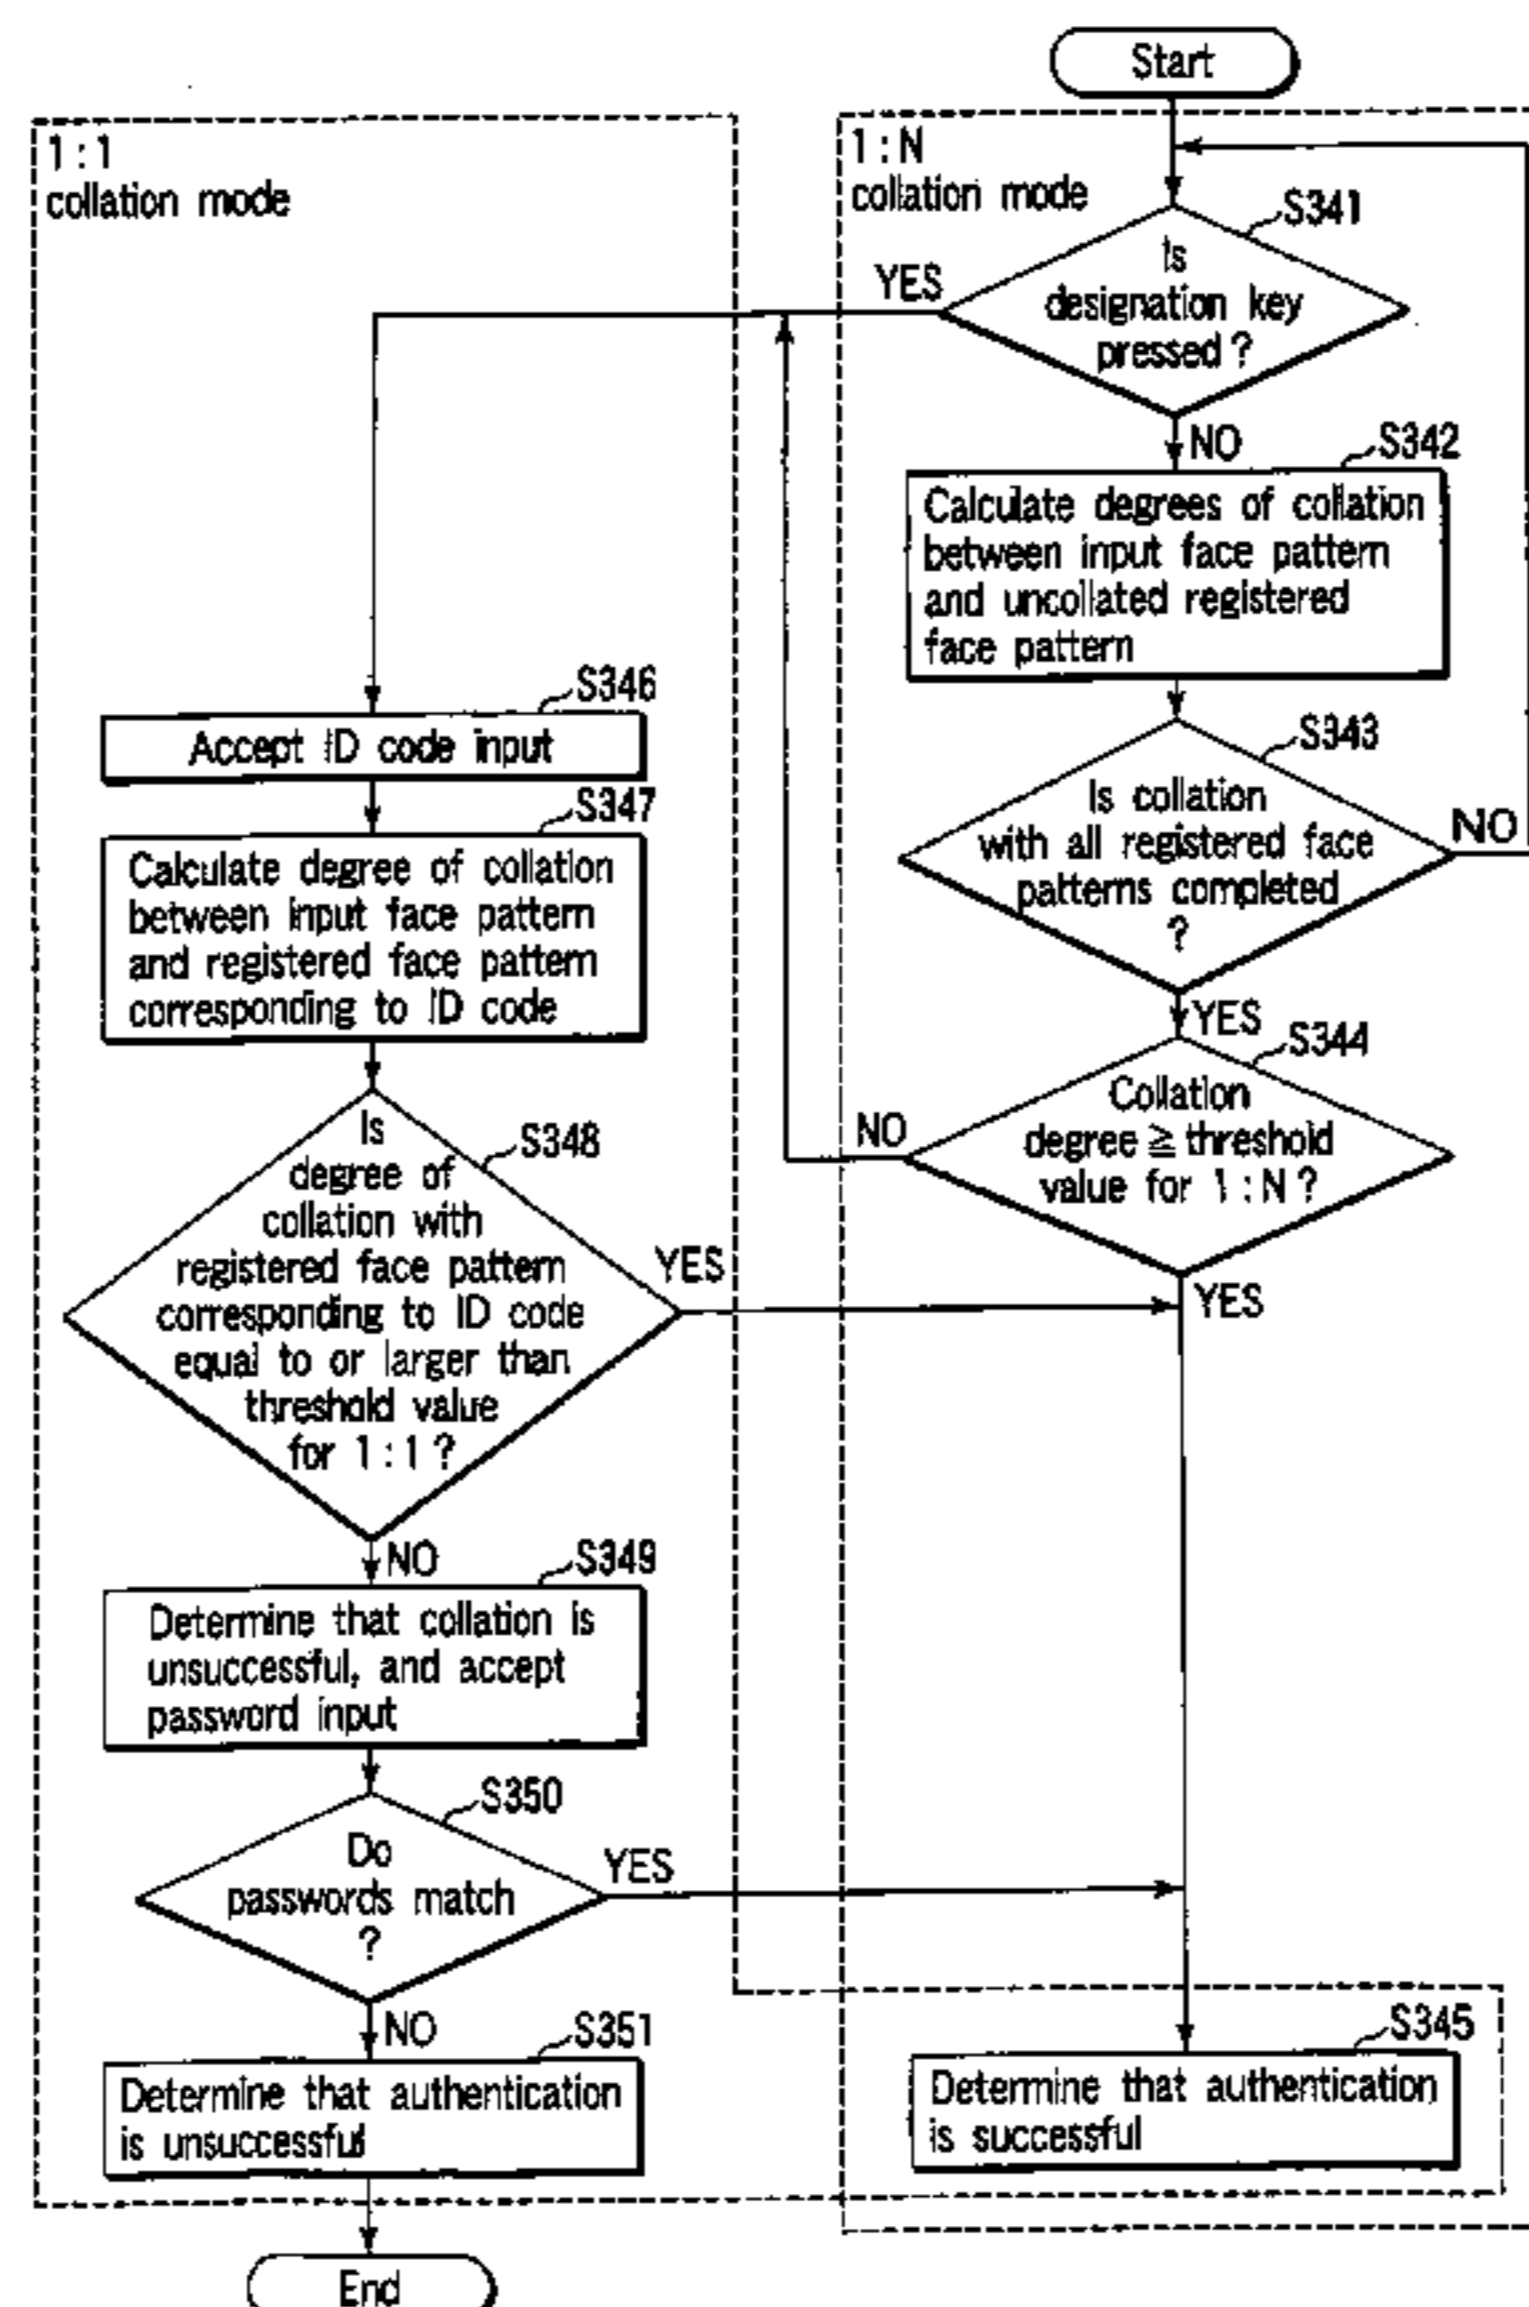 Start
1:1
collation mode
1:N
collation mode
S341
Is
designation key
pressed?
YES
NO
S342
Calculate degrees of collation
between input face pattern
and uncollated registered
face pattern
S343
Is collation
with all registered face
patterns completed
?
NO
YES
S344
Collation
degree ≧ threshold
value for 1:N?
NO
YES
S346
Accept ID code input
S347
Calculate degree of collation
between input face pattern
and registered face pattern
corresponding to ID code
S348
Is
degree of
collation with
registered face pattern
corresponding to ID code
equal to or larger than
threshold value
for 1:1?
YES
NO
S349
Determine that collation is
unsuccessful, and accept
password input
S350
Do
passwords match
?
YES
NO
S351
Determine that authentication
is unsuccessful
S345
Determine that authentication
is successful
End